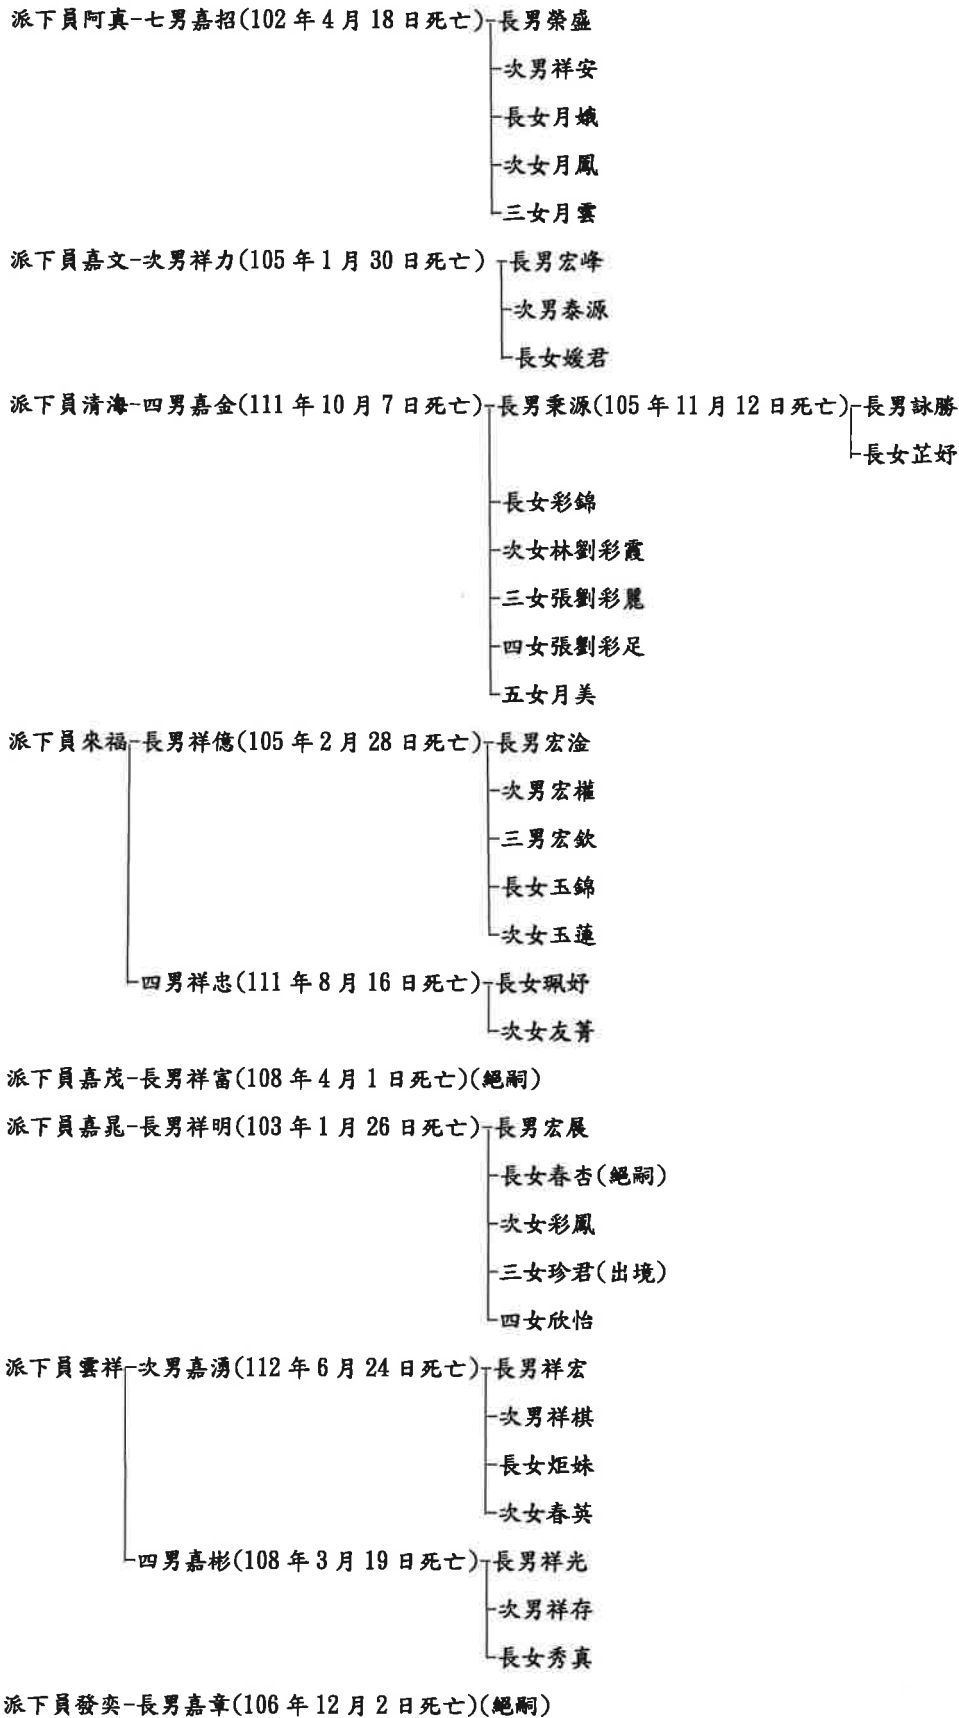 派下員阿真-七男嘉招(102年4月18日死亡)-長男榮盛
-次男祥安
-長女月娥
-次女月鳳
-三女月雲
派下員嘉文-次男祥力(105年1月30日死亡)-長男宏峰
-次男泰源
-長女媛君
派下員清海-四男嘉金(111年10月7日死亡)-長男秉源(105年11月12日死亡)-長男詠勝
-長女芷妤
-長女彩錦
-次女林劉彩霞
-三女張劉彩麗
-四女張劉彩足
-五女月美
派下員來福-長男祥億(105年2月28日死亡)-長男宏淦
-次男宏權
-三男宏欽
-長女玉錦
-次女玉蓮
-四男祥忠(111年8月16日死亡)-長女珮妤
-次女友菁
派下員嘉茂-長男祥富(108年4月1日死亡)(絕嗣)
派下員嘉晃-長男祥明(103年1月26日死亡)-長男宏展
-長女春杏(絕嗣)
-次女彩鳳
-三女珍君(出境)
-四女欣怡
派下員雲祥-次男嘉湧(112年6月24日死亡)-長男祥宏
-次男祥棋
-長女炬妹
-次女春英
-四男嘉彬(108年3月19日死亡)-長男祥光
-次男祥存
-長女秀真
派下員發奕-長男嘉章(106年12月2日死亡)(絕嗣)